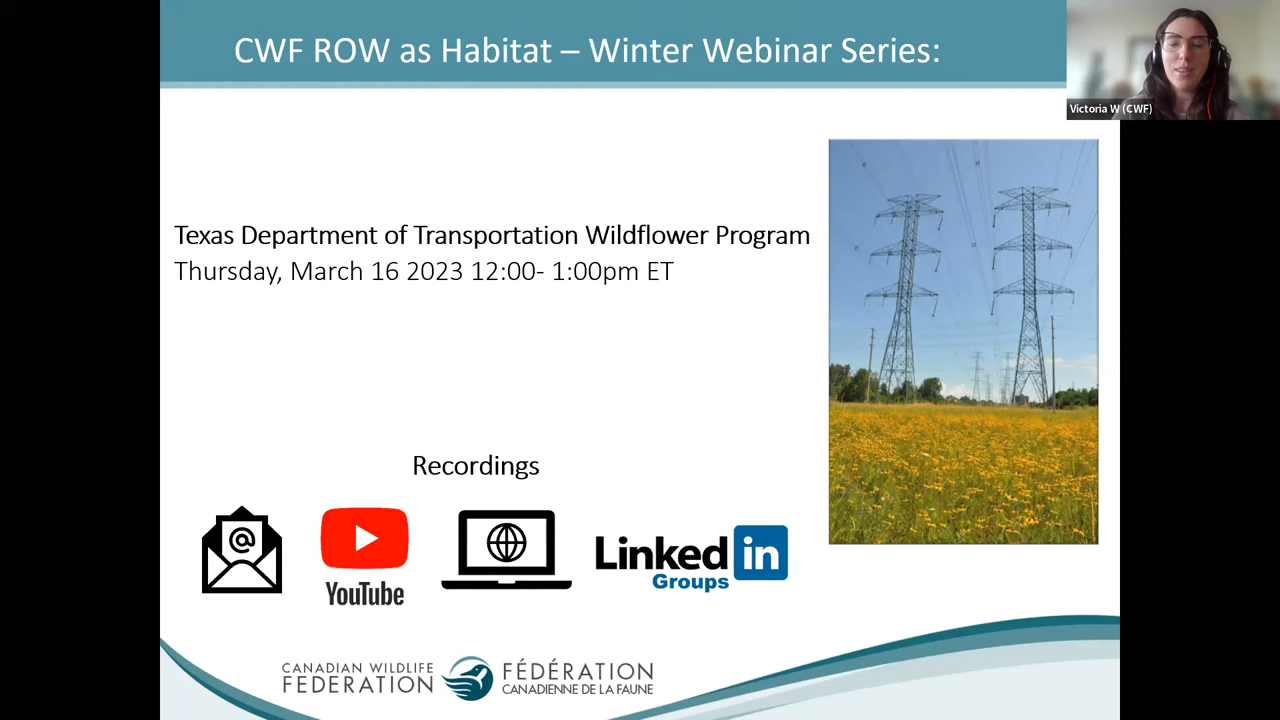 CWF ROW as Habitat – Winter Webinar Series:
Victoria W (CWF)
Texas Department of Transportation Wildflower Program
Thursday, March 16 2023 12:00- 1:00pm ET
Recordings
@
YouTube
Linked in
Groups
CANADIAN WILDLIFE
FEDERATION
FÉDÉRATION
CANADIENNE DE LA FAUNE